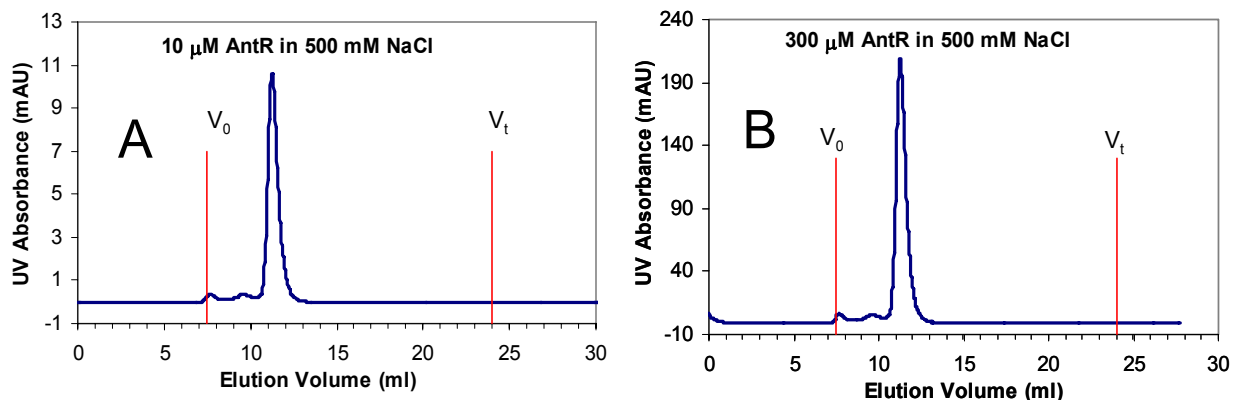 13
11
9
7
5
3
1
-1
UV Absorbance (mAU)
10 μM AntR in 500 mM NaCl
A
V0
Vt
0 5 10 15 20 25 30
Elution Volume (ml)
240
190
140
90
40
-10
UV Absorbance (mAU)
300 μM AntR in 500 mM NaCl
B
V0
Vt
0 5 10 15 20 25 30
Elution Volume (ml)